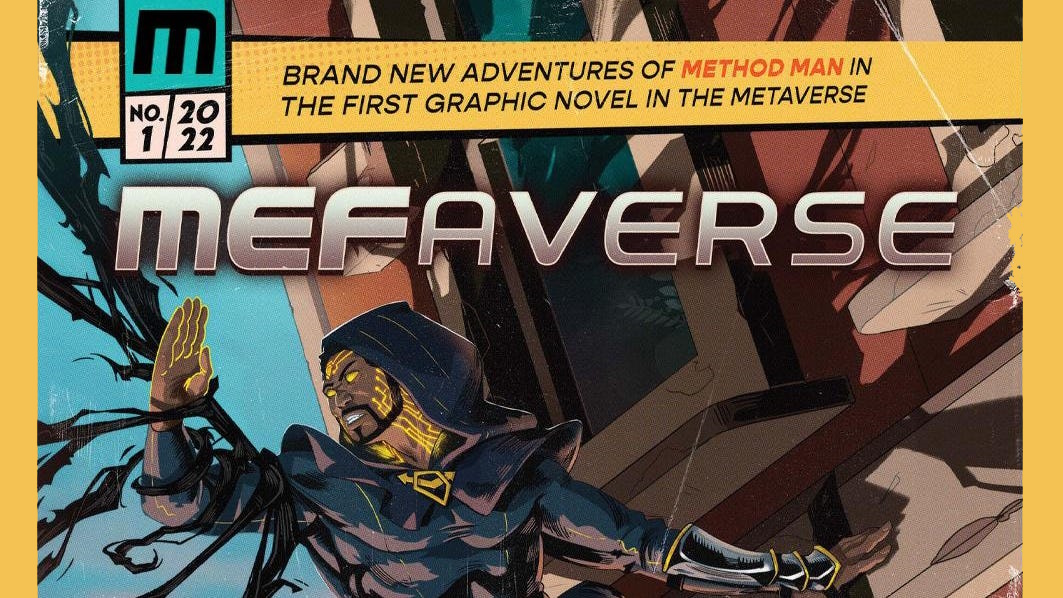 m
BRAND NEW ADVENTURES OF METHOD MAN IN
THE FIRST GRAPHIC NOVEL IN THE METAVERSE
NO. 1/20 22
MEFAVERSE